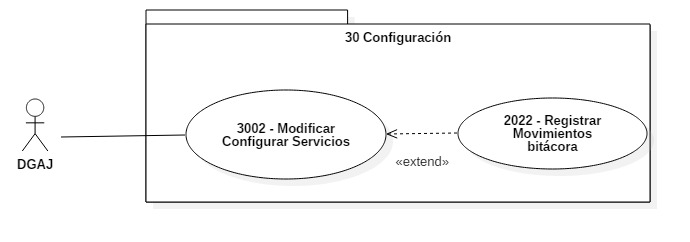 30 Configuración
3002 - Modificar
Configurar Servicios
2022 - Registrar
Movimientos
bitácora
«extend»
DGAJ